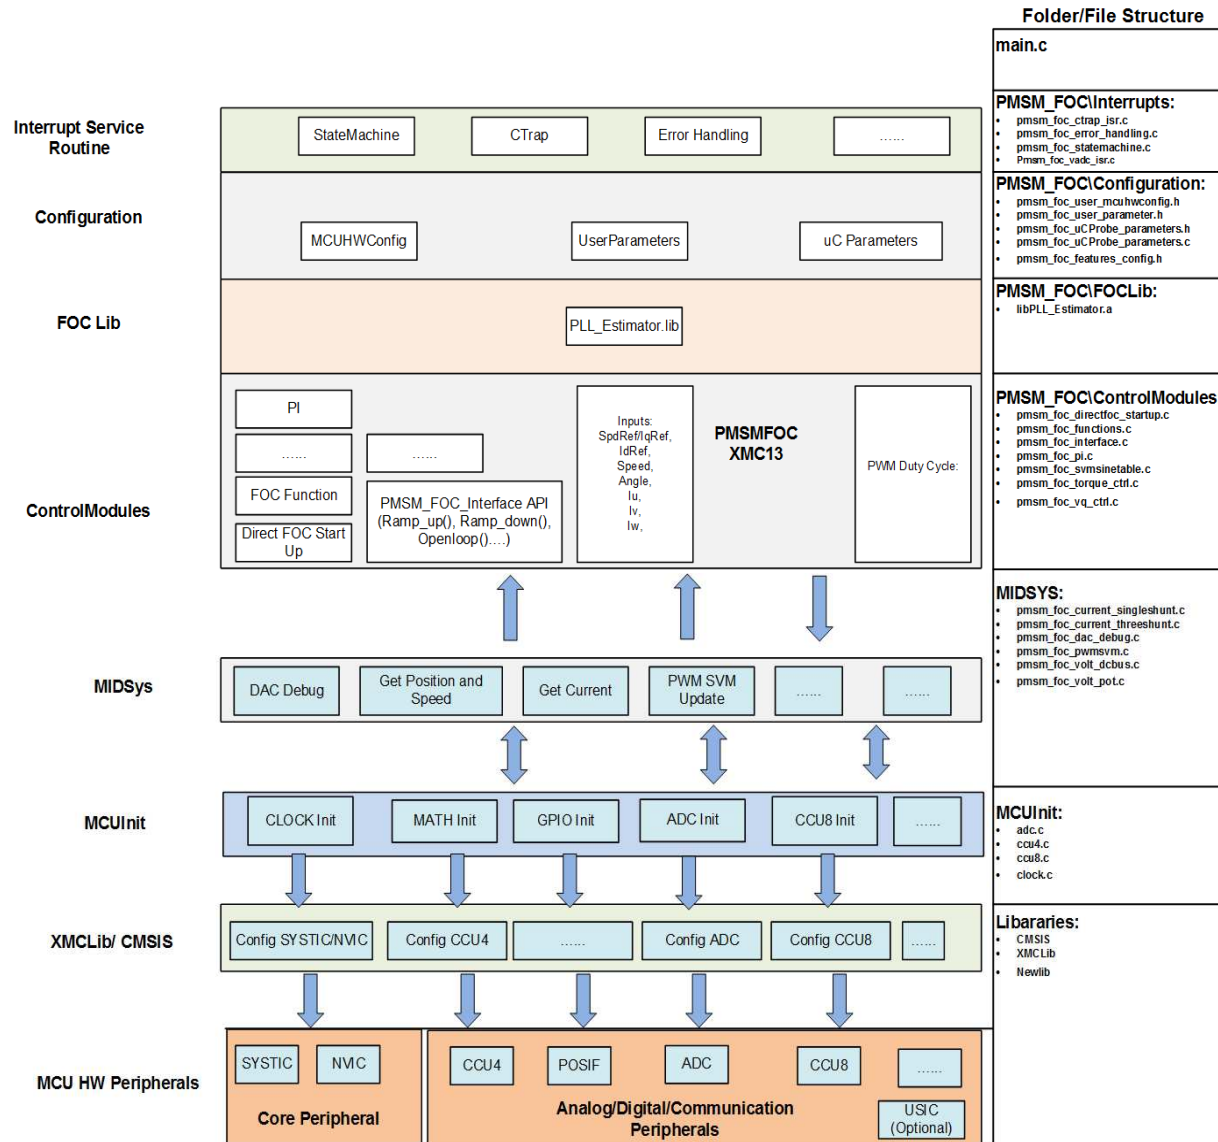 Folder/File Structure
main.c
Interrupt Service
Routine
StateMachine
CTrap
Error Handling
......
PMSM_FOC\Interrupts:
• pmsm_foc_ctrap_isr.c
• pmsm_foc_error_handling.c
• pmsm_foc_statemachine.c
• Pmsm_foc_vadc_isr.c
Configuration
MCUHWConfig
UserParameters
uC Parameters
PMSM_FOC\Configuration:
• pmsm_foc_user_mcuhwconfig.h
• pmsm_foc_user_parameter.h
• pmsm_foc_uCProbe_parameters.h
• pmsm_foc_uCProbe_parameters.c
• pmsm_foc_features_config.h
FOC Lib
PLL_Estimator.lib
PMSM_FOC\FOCLib:
• libPLL_Estimator.a
ControlModules
PI
......
FOC Function
Direct FOC Start
Up
......
PMSM_FOC_Interface API
(Ramp_up(), Ramp_down(),
Openloop()....)
Inputs:
SpdRef/IqRef,
IdRef,
Speed,
Angle,
Iu,
Iv,
Iw,
PMSMFOC
XMC13
PWM Duty Cycle:
PMSM_FOC\ControlModules
• pmsm_foc_directfoc_startup.c
• pmsm_foc_functions.c
• pmsm_foc_interface.c
• pmsm_foc_pi.c
• pmsm_foc_svmsinetable.c
• pmsm_foc_torque_ctrl.c
• pmsm_foc_vq_ctrl.c
MIDSys
DAC Debug
Get Position and
Speed
Get Current
PWM SVM
Update
......
......
MIDSYS:
• pmsm_foc_current_singleshunt.c
• pmsm_foc_current_threeshunt.c
• pmsm_foc_dac_debug.c
• pmsm_foc_pwmsvm.c
• pmsm_foc_volt_dcbus.c
• pmsm_foc_volt_pot.c
MCUInit
CLOCK Init
MATH Init
GPIO Init
ADC Init
CCU8 Init
......
MCUInit:
• adc.c
• ccu4.c
• ccu8.c
• clock.c
XMCLib/ CMSIS
Config SYSTIC/NVIC
Config CCU4
......
Config ADC
Config CCU8
......
Libararies:
• CMSIS
• XMCLib
• Newlib
MCU HW Peripherals
SYSTIC
NVIC
Core Peripheral
CCU4
POSIF
ADC
CCU8
......
Analog/Digital/Communication
Peripherals
USIC
(Optional)